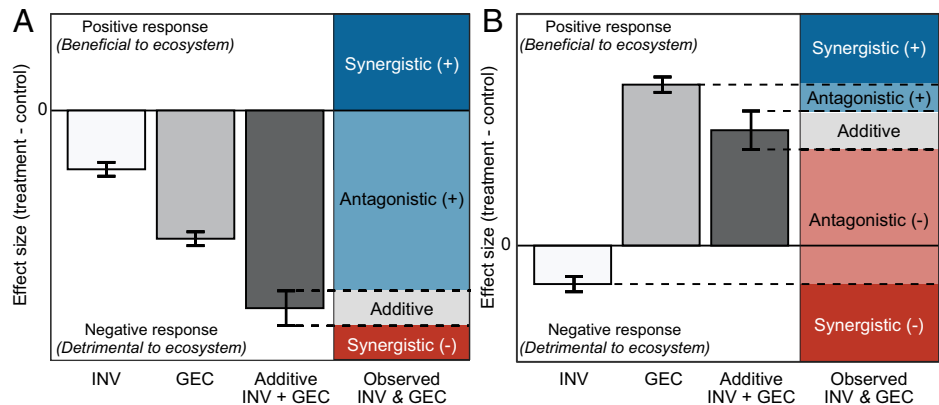 A
Positive response
(Beneficial to ecosystem)
Effect size (treatment - control)
0
Negative response
(Detrimental to ecosystem)
Synergistic (+)
Antagonistic (+)
Additive
Synergistic (-)
INV
GEC
Additive
INV + GEC
Observed
INV & GEC
B
Positive response
(Beneficial to ecosystem)
Effect size (treatment - control)
0
Negative response
(Detrimental to ecosystem)
Synergistic (+)
Antagonistic (+)
Additive
Antagonistic (-)
Synergistic (-)
INV
GEC
Additive
INV + GEC
Observed
INV & GEC